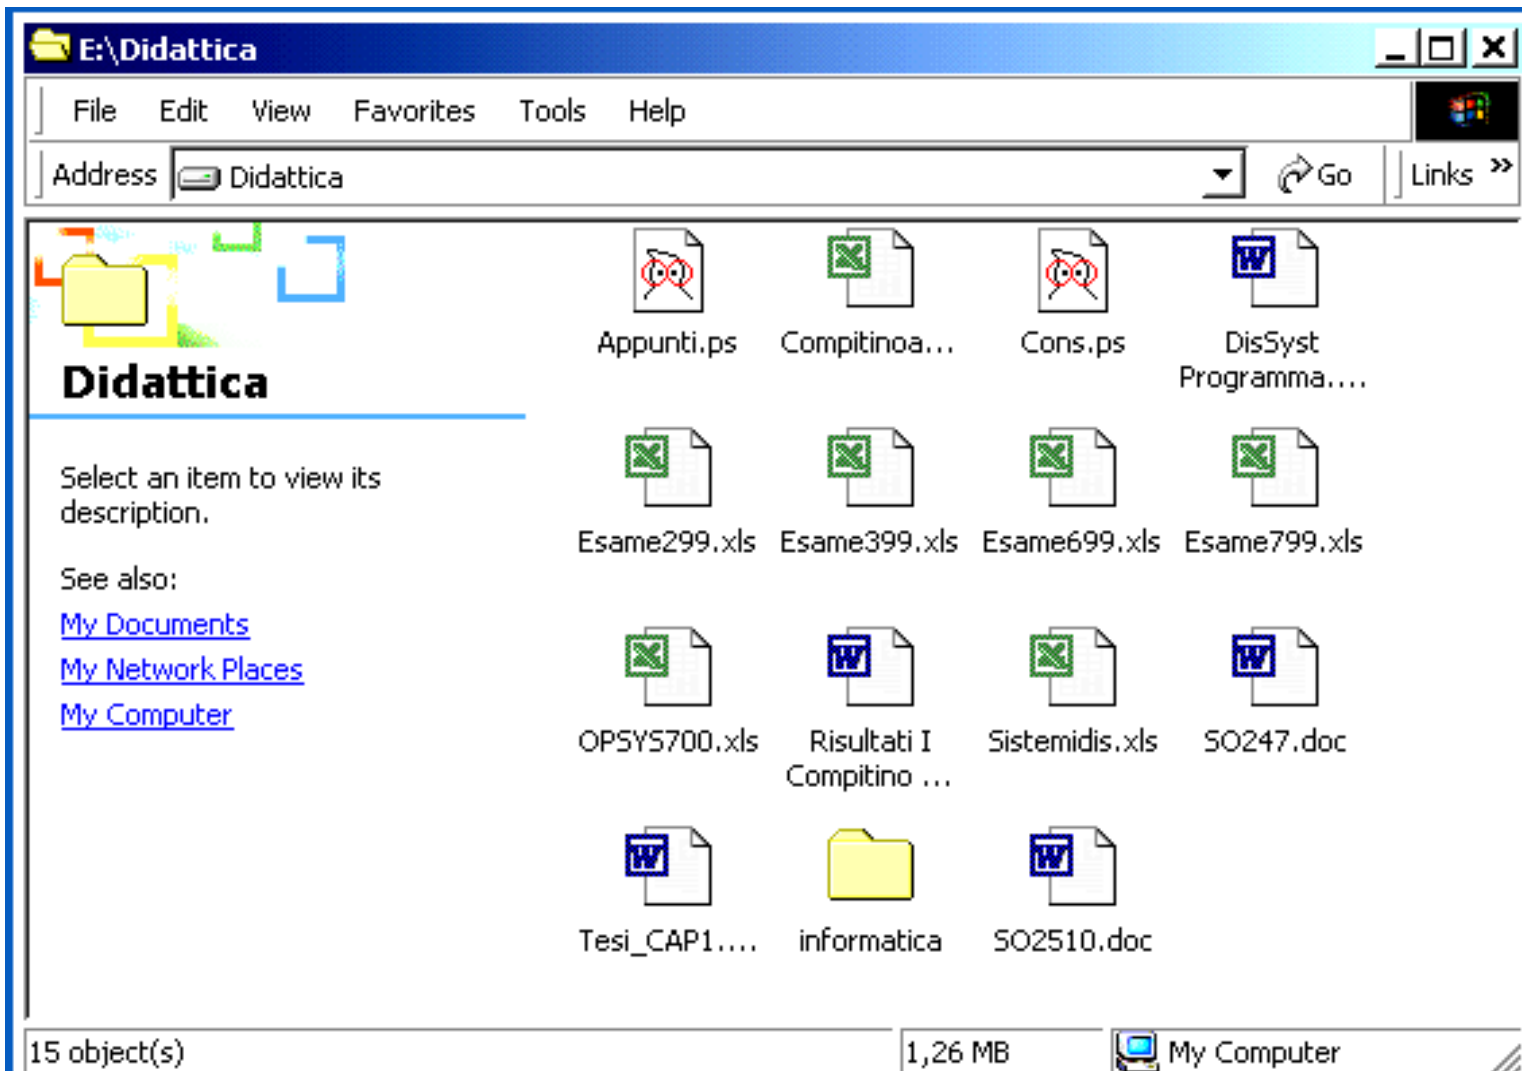 E:\Didattica
File Edit View Favorites Tools Help
Address Didattica Go Links »
Didattica
Select an item to view its
description.
See also:
My Documents
My Network Places
My Computer
Appunti.ps
Compitinoa...
Cons.ps
DisSyst
Programma....
Esame299.xls
Esame399.xls
Esame699.xls
Esame799.xls
OPSYS700.xls
Risultati I
Compitino ...
Sistemidis.xls
SO247.doc
Tesi_CAP1....
informatica
SO2510.doc
15 object(s)
1,26 MB
My Computer